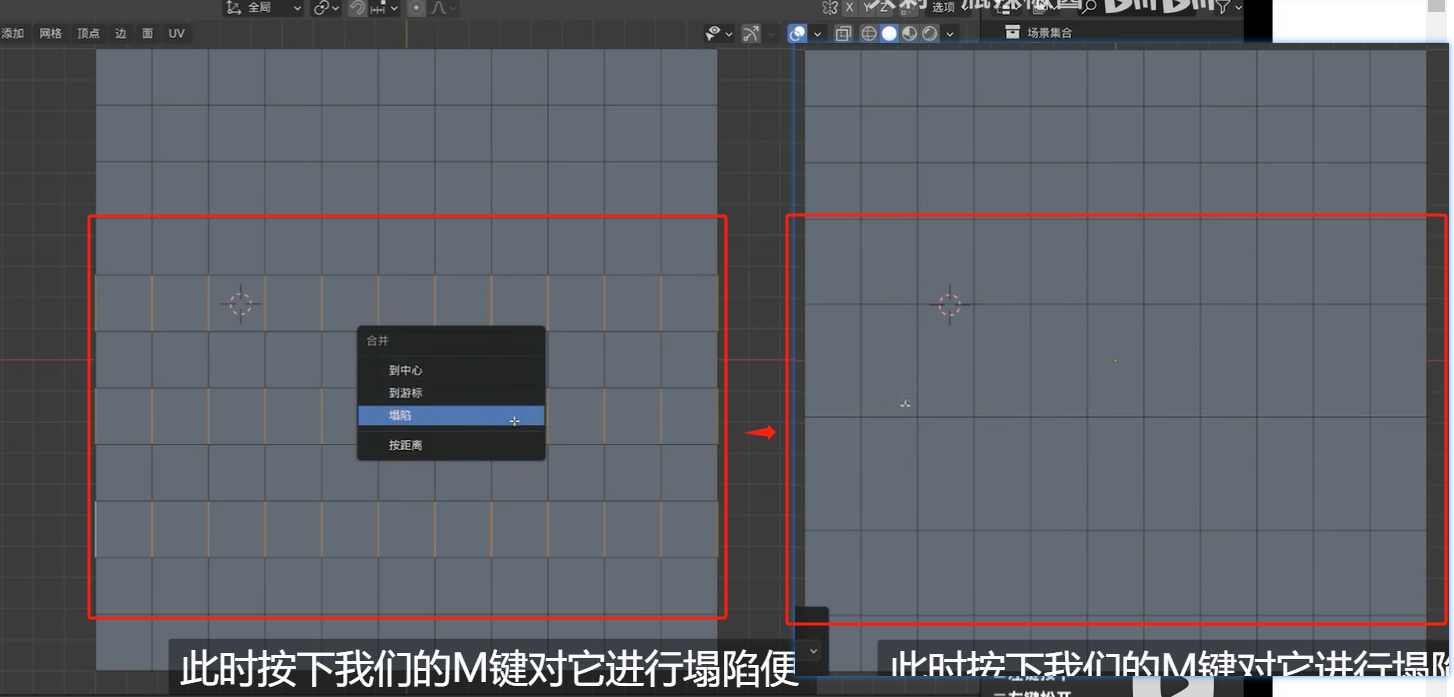 全局
X Y Z
选项
添加 网格 顶点 边 面 UV
场景集合
合并
到中心
到游标
塌陷
按距离
此时按下我们的M键对它进行塌陷便
此时按下我们的M键对它进行塌陷